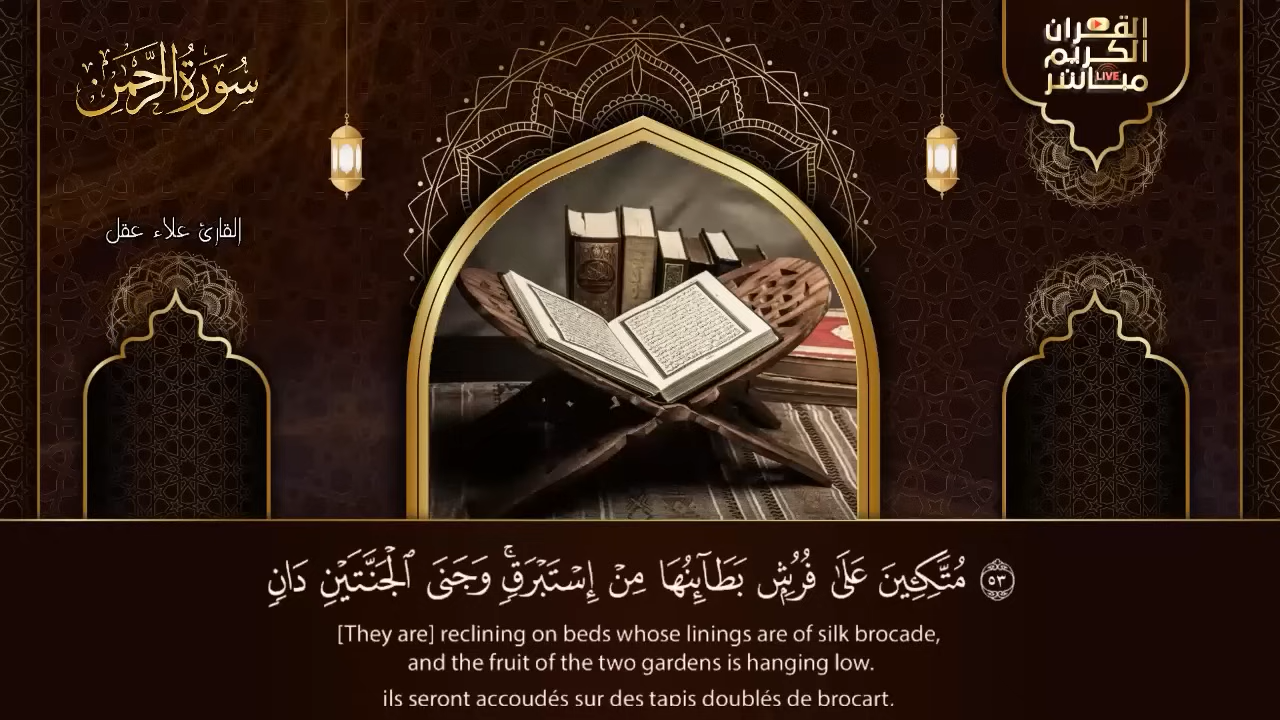 سُورَةُ الرَّحْمَٰن
القرآن
الكريم
مباشر
LIVE
القارئ علاء عقل
٥٣ مُتَّكِـِٔينَ عَلَىٰ فُرُشٍۭ بَطَآئِنُهَا مِنْ إِسْتَبْرَقٍۢ ۚ وَجَنَى ٱلْجَنَّتَيْنِ دَانٍ
[They are] reclining on beds whose linings are of silk brocade,
and the fruit of the two gardens is hanging low.
ils seront accoudés sur des tapis doublés de brocart.